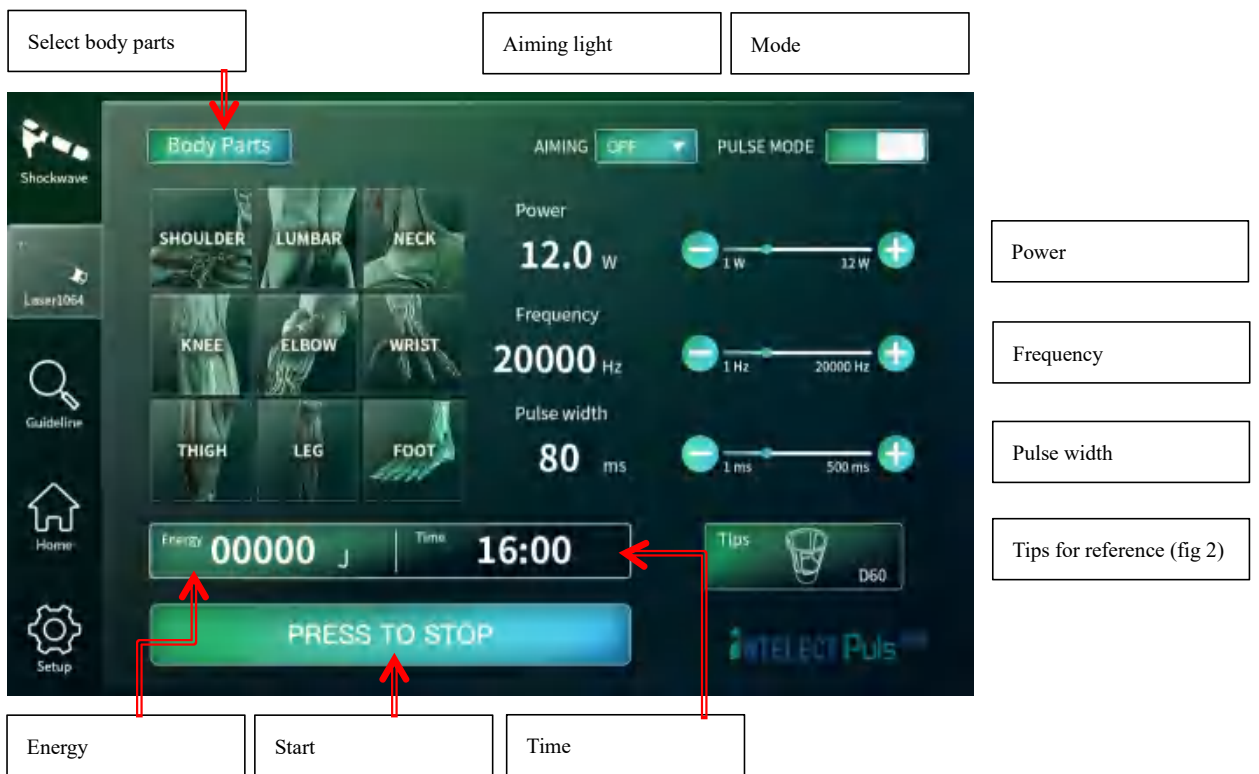 Select body parts
Aiming light
Mode
Shockwave
Body Parts
AIMING OFF
PULSE MODE
SHOULDER LUMBAR NECK
Power
12.0 W
1 W 12 W
Power
Laser1064
KNEE ELBOW WRIST
Frequency
20000 Hz
1 Hz 20000 Hz
Frequency
Guideline
THIGH LEG FOOT
Pulse width
80 ms
1 ms 500 ms
Pulse width
Home
Energy 00000 J
Time 16:00
Tips
D60
Tips for reference (fig 2)
Setup
PRESS TO STOP
iNTELECT Puls
Energy
Start
Time